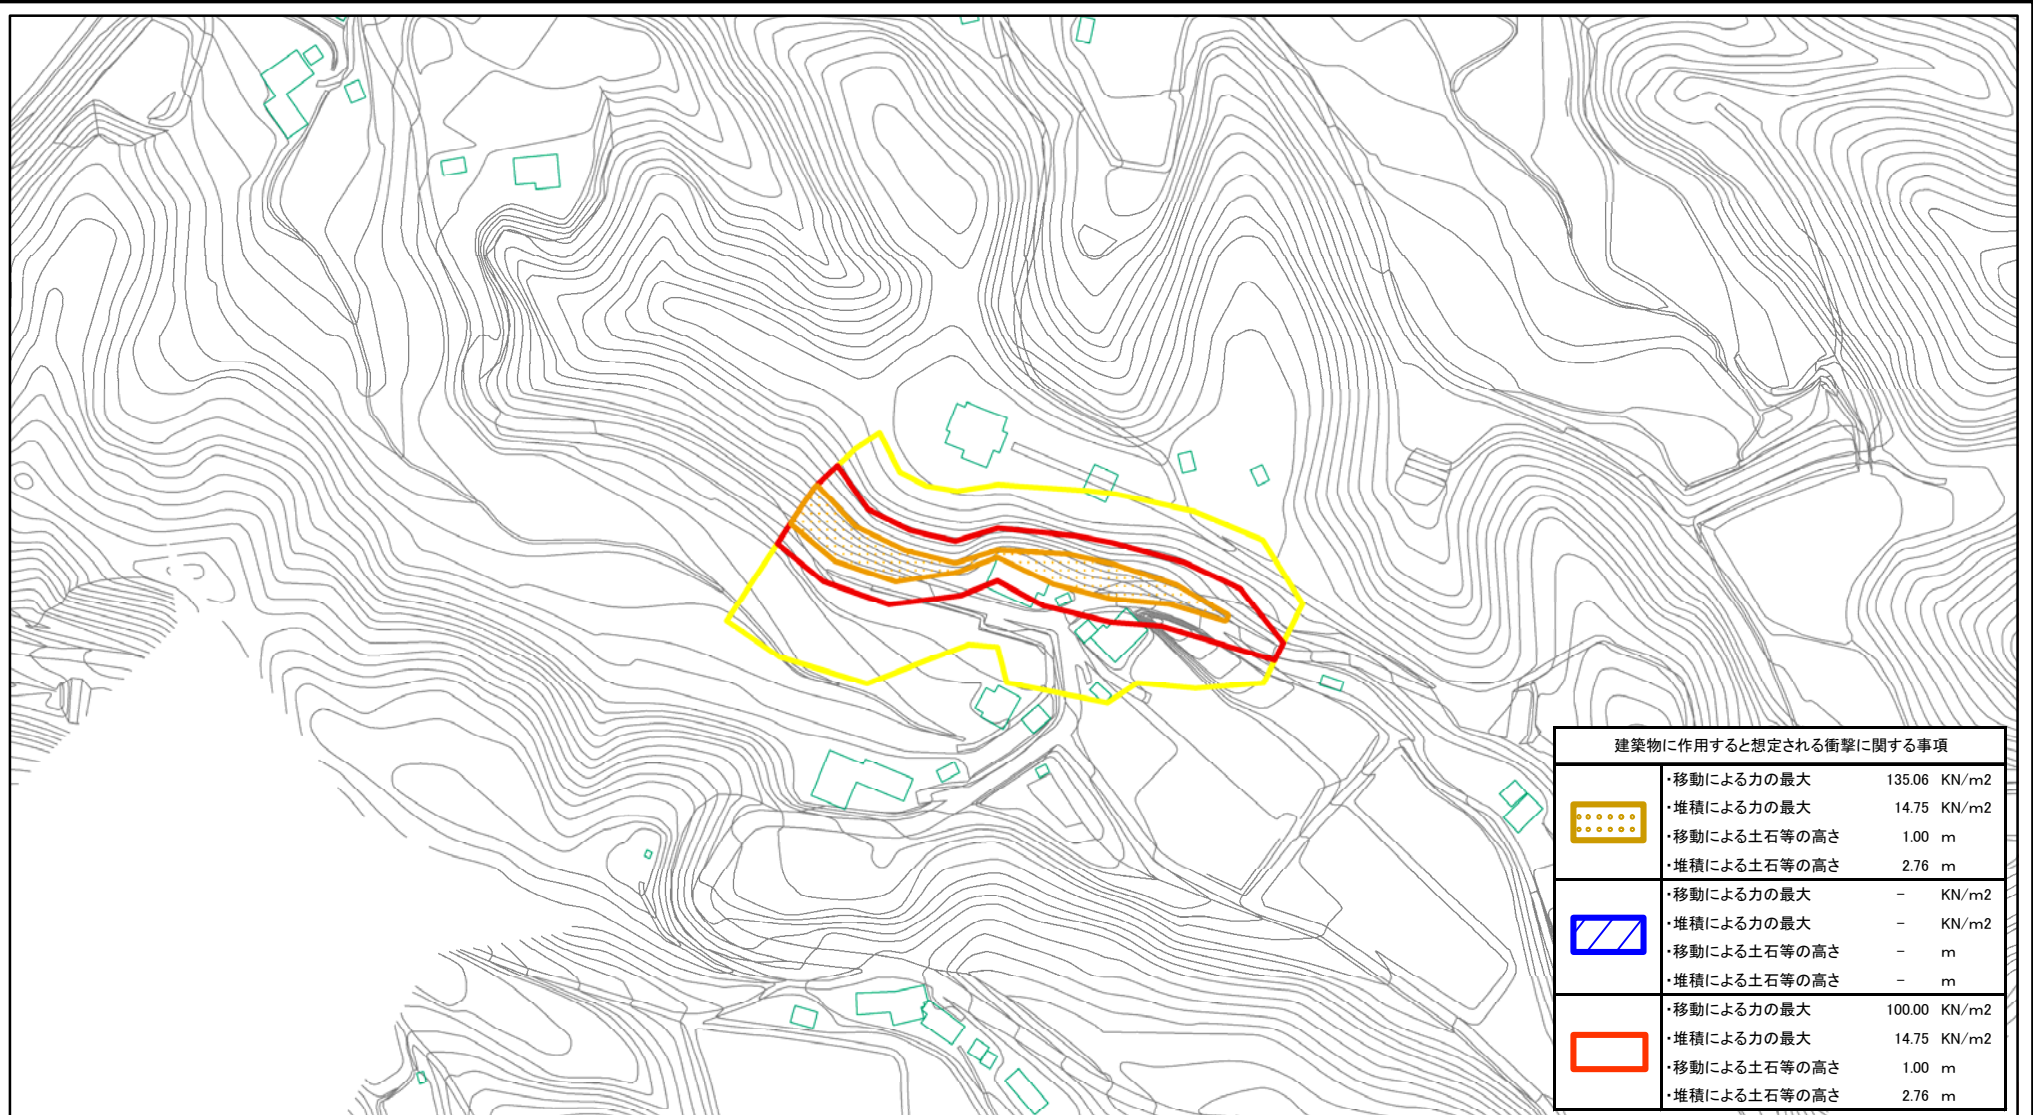 建築物に作用すると想定される衝撃に関する事項
・移動による力の最大 135.06 KN/m2
・堆積による力の最大 14.75 KN/m2
・移動による土石等の高さ 1.00 m
・堆積による土石等の高さ 2.76 m
・移動による力の最大 - KN/m2
・堆積による力の最大 - KN/m2
・移動による土石等の高さ - m
・堆積による土石等の高さ - m
・移動による力の最大 100.00 KN/m2
・堆積による力の最大 14.75 KN/m2
・移動による土石等の高さ 1.00 m
・堆積による土石等の高さ 2.76 m